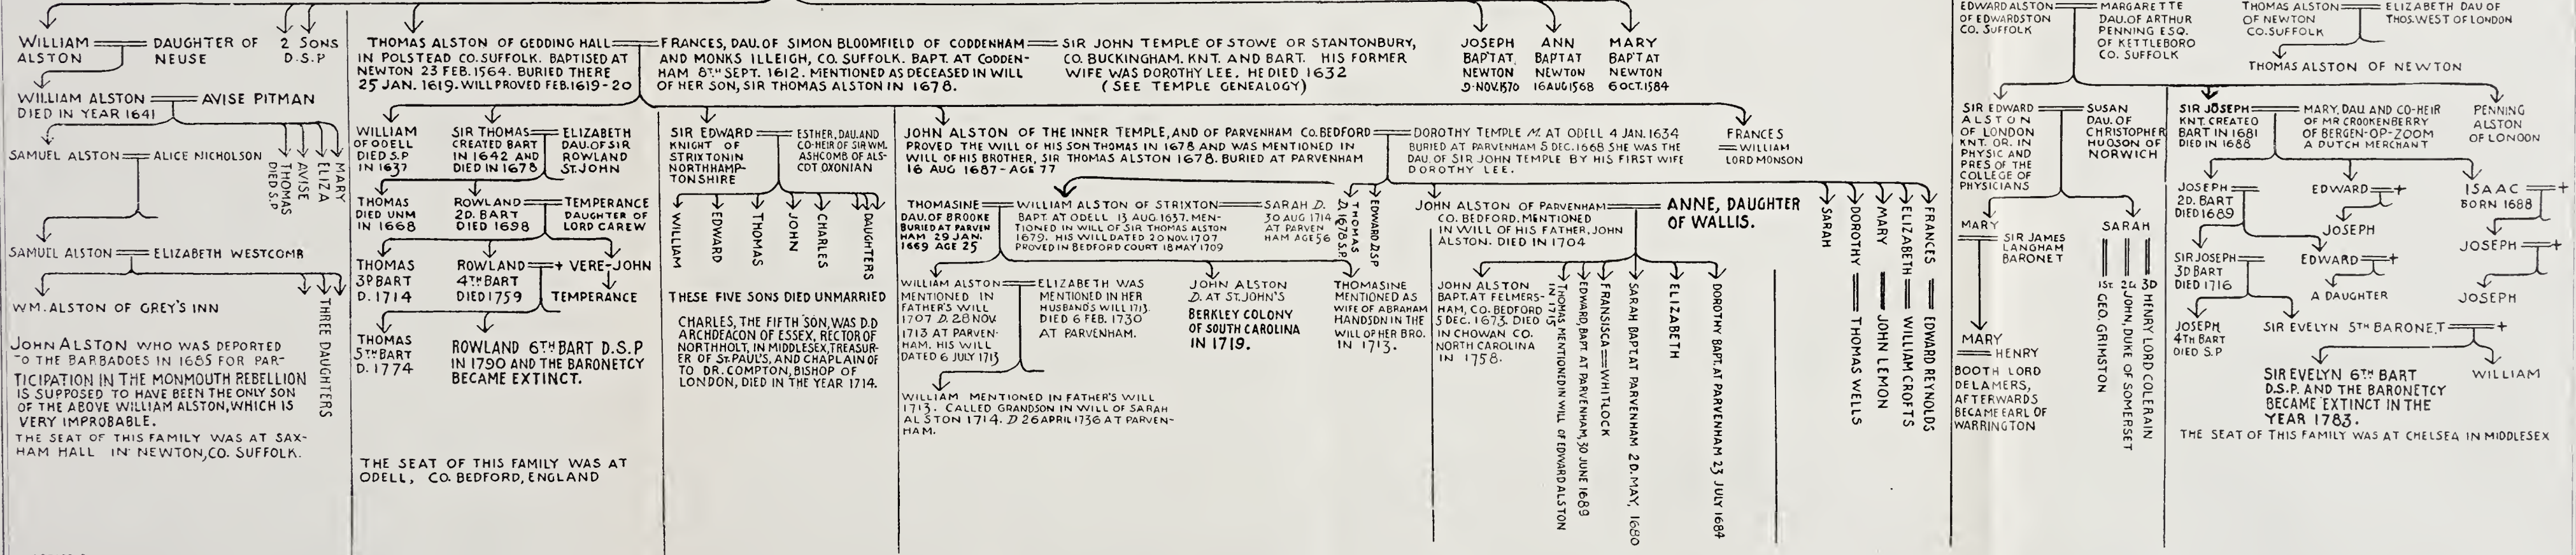 WILLIAM
ALSTON
DAUGHTER OF
NEUSE
2 SONS
D.S.P
WILLIAM ALSTON
DIED IN YEAR 1641
AVISE PITMAN
SAMUEL ALSTON
ALICE NICHOLSON
THOMAS
DIED S.P
AVISE
ELIZA
MARY
SAMUEL ALSTON
ELIZABETH WESTCOMB
WM. ALSTON OF GREY'S INN
THREE DAUGHTERS
JOHN ALSTON WHO WAS DEPORTED
TO THE BARBADOES IN 1685 FOR PAR-
TICIPATION IN THE MONMOUTH REBELLION
IS SUPPOSED TO HAVE BEEN THE ONLY SON
OF THE ABOVE WILLIAM ALSTON, WHICH IS
VERY IMPROBABLE.
THE SEAT OF THIS FAMILY WAS AT SAX-
HAM HALL IN NEWTON, CO. SUFFOLK.
THOMAS ALSTON OF GEDDING HALL
IN POLSTEAD CO. SUFFOLK. BAPTISED AT
NEWTON 23 FEB. 1564. BURIED THERE
25 JAN. 1619. WILL PROVED FEB. 1619-20
FRANCES, DAU. OF SIMON BLOOMFIELD OF CODDENHAM
AND MONKS ILLEIGH, CO. SUFFOLK. BAPT. AT CODDEN-
HAM 8TH SEPT. 1612. MENTIONED AS DECEASED IN WILL
OF HER SON, SIR THOMAS ALSTON IN 1678.
SIR JOHN TEMPLE OF STOWE OR STANTONBURY,
CO. BUCKINGHAM. KNT. AND BART. HIS FORMER
WIFE WAS DOROTHY LEE. HE DIED 1632
(SEE TEMPLE GENEALOGY)
JOSEPH
BAPT AT
NEWTON
9 NOV. 1570
ANN
BAPT AT
NEWTON
16 AUG 1568
MARY
BAPT AT
NEWTON
6 OCT. 1584
WILLIAM
OF ODELL
DIED S.P
IN 1637
SIR THOMAS
CREATED BART
IN 1642 AND
DIED IN 1678
ELIZABETH
DAU. OF SIR
ROWLAND
ST. JOHN
THOMAS
DIED UNM
IN 1668
ROWLAND
2D. BART
DIED 1698
TEMPERANCE
DAUGHTER OF
LORD CAREW
THOMAS
3D BART
D. 1714
ROWLAND
4TH BART
DIED 1759
+ VERE-JOHN
TEMPERANCE
THOMAS
5TH BART
D. 1774
ROWLAND 6TH BART D.S.P
IN 1790 AND THE BARONETCY
BECAME EXTINCT.
THE SEAT OF THIS FAMILY WAS AT
ODELL, CO. BEDFORD, ENGLAND
SIR EDWARD
KNIGHT OF
STRIXTON IN
NORTHHAMP-
TONSHIRE
ESTHER, DAU. AND
CO-HEIR OF SIR WM.
ASHCOMB OF ALS-
COT OXONIAN
WILLIAM
EDWARD
THOMAS
JOHN
CHARLES
DAUGHTERS
THESE FIVE SONS DIED UNMARRIED
CHARLES, THE FIFTH SON, WAS D.D
ARCHDEACON OF ESSEX, RECTOR OF
NORTHHOLT, IN MIDDLESEX, TREASUR-
ER OF ST. PAUL'S, AND CHAPLAIN OF
TO DR. COMPTON, BISHOP OF
LONDON, DIED IN THE YEAR 1714.
JOHN ALSTON OF THE INNER TEMPLE, AND OF PARVENHAM CO. BEDFORD
PROVED THE WILL OF HIS SON THOMAS IN 1678 AND WAS MENTIONED IN
WILL OF HIS BROTHER, SIR THOMAS ALSTON 1678. BURIED AT PARVENHAM
16 AUG 1687-AGE 77
DOROTHY TEMPLE M. AT ODELL 4 JAN. 1634
BURIED AT PARVENHAM 5 DEC. 1668 SHE WAS THE
DAU. OF SIR JOHN TEMPLE BY HIS FIRST WIFE
DOROTHY LEE.
FRANCES
WILLIAM
LORD MONSON
THOMASINE
DAU. OF BROOKE
BURIED AT PARVEN
HAM 29 JAN.
1669 AGE 25
WILLIAM ALSTON OF STRIXTON
BAPT. AT ODELL 13 AUG. 1637. MEN-
TIONED IN WILL OF SIR THOMAS ALSTON
1679. HIS WILL DATED 20 NOV. 1707
PROVED IN BEDFORD COURT 18 MAY 1709
SARAH D.
30 AUG 1714
AT PARVEN
HAM AGE 56
THOMAS
D. 1678 S.P.
EDWARD D.S.P
JOHN ALSTON OF PARVENHAM
CO. BEDFORD. MENTIONED
IN WILL OF HIS FATHER, JOHN
ALSTON. DIED IN 1704
ANNE, DAUGHTER
OF WALLIS.
SARAH
DOROTHY
THOMAS WELLS
MARY
JOHN LEMON
ELIZABETH
WILLIAM CROFTS
FRANCES
EDWARD REYNOLDS
WILLIAM ALSTON
MENTIONED IN
FATHER'S WILL
1707 D. 28 NOV.
1713 AT PARVEN-
HAM. HIS WILL
DATED 6 JULY 1713
ELIZABETH WAS
MENTIONED IN HER
HUSBAND'S WILL 1713.
DIED 6 FEB. 1730
AT PARVENHAM.
JOHN ALSTON
D. AT ST. JOHN'S
BERKLEY COLONY
OF SOUTH CAROLINA
IN 1719.
THOMASINE
MENTIONED AS
WIFE OF ABRAHAM
HANDSON IN THE
WILL OF HER BRO.
IN 1713.
WILLIAM MENTIONED IN FATHER'S WILL
1713. CALLED GRANDSON IN WILL OF SARAH
ALSTON 1714. D 26 APRIL 1736 AT PARVEN-
HAM.
JOHN ALSTON
BAPT. AT FELMERS-
HAM, CO. BEDFORD
5 DEC. 1673. DIED
IN CHOWAN CO.
NORTH CAROLINA
IN 1758.
THOMAS MENTIONED IN WILL OF EDWARD ALSTON
IN 1715
EDWARD, BAPT AT PARVENHAM, 30 JUNE 1689
FRANSISCA = WHITLOCK
SARAH BAPT. AT PARVENHAM 2D. MAY, 1680
ELIZABETH
DOROTHY BAPT. AT PARVENHAM 23 JULY 1684
EDWARD ALSTON
OF EDWARDSTON
CO. SUFFOLK
MARGARETTE
DAU. OF ARTHUR
PENNING ESQ.
OF KETTLEBORO
CO. SUFFOLK
THOMAS ALSTON
OF NEWTON
CO. SUFFOLK
ELIZABETH DAU OF
THOS. WEST OF LONDON
THOMAS ALSTON OF NEWTON
SIR EDWARD
ALSTON
OF LONDON
KNT. DR. IN
PHYSIC AND
PRES OF THE
COLLEGE OF
PHYSICIANS
SUSAN
DAU. OF
CHRISTOPHER
HUDSON OF
NORWICH
SIR JOSEPH
KNT. CREATED
BART IN 1681
DIED IN 1688
MARY, DAU AND CO-HEIR
OF MR CROOKENBERRY
OF BERGEN-OP-ZOOM
A DUTCH MERCHANT
PENNING
ALSTON
OF LONDON
MARY
SIR JAMES
LANGHAM
BARONET
SARAH
1ST GEO. GRIMSTON
2D JOHN, DUKE OF SOMERSET
3D HENRY LORD COLERAIN
MARY
HENRY
BOOTH LORD
DELAMERS,
AFTERWARDS
BECAME EARL OF
WARRINGTON
JOSEPH
2D. BART
DIED 1689
EDWARD +
JOSEPH
ISAAC +
BORN 1688
JOSEPH +
JOSEPH
SIR JOSEPH
3D BART
DIED 1716
EDWARD +
A DAUGHTER
JOSEPH
4TH BART
DIED S.P
SIR EVELYN 5TH BARONET +
SIR EVELYN 6TH BART
D.S.P. AND THE BARONETCY
BECAME EXTINCT IN THE
YEAR 1783.
WILLIAM
THE SEAT OF THIS FAMILY WAS AT CHELSEA IN MIDDLESEX